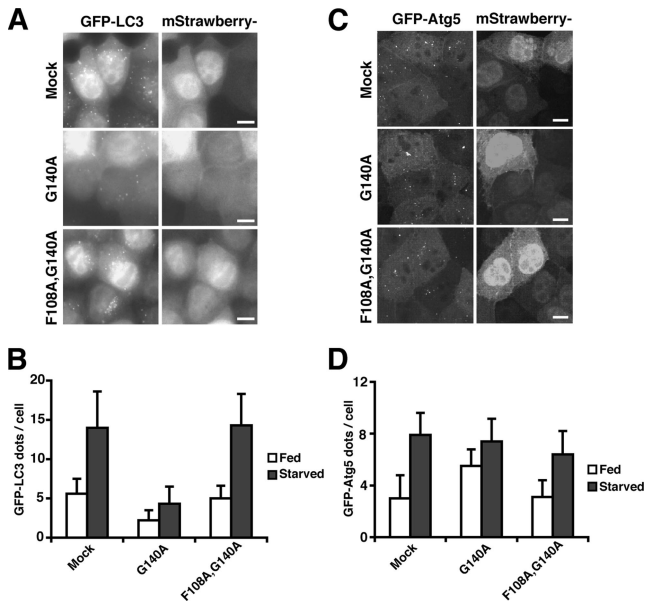 A
GFP-LC3 mStrawberry-
Mock
G140A
F108A,G140A
B
GFP-LC3 dots / cell
20
15
10
5
0
Fed
Starved
Mock
G140A
F108A,G140A
C
GFP-Atg5 mStrawberry-
Mock
G140A
F108A,G140A
D
GFP-Atg5 dots / cell
12
8
4
0
Fed
Starved
Mock
G140A
F108A,G140A